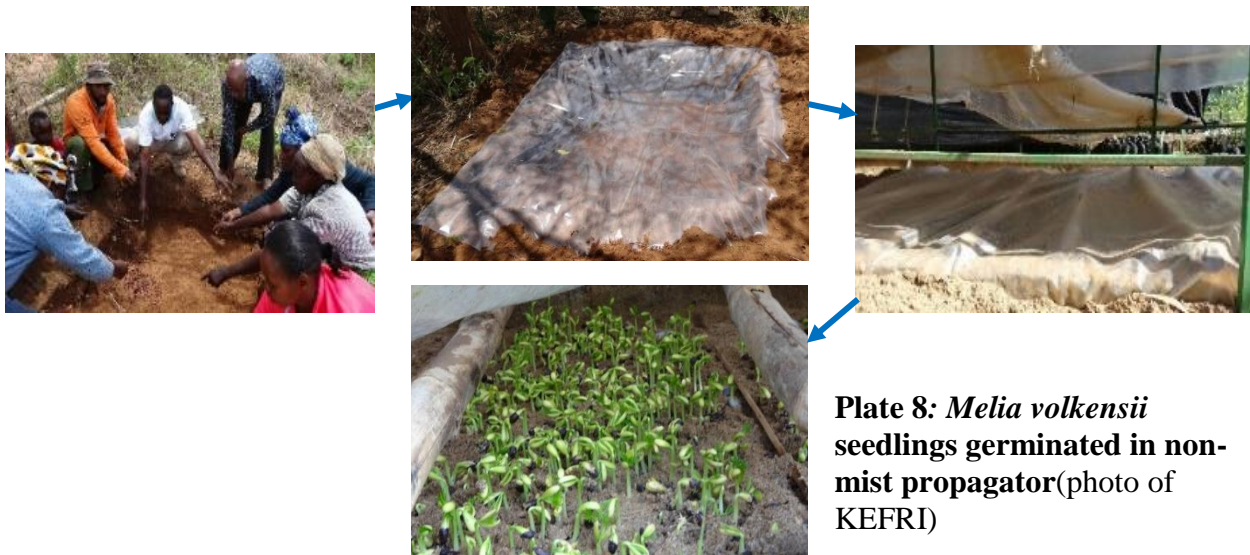 Plate 8: Melia volkensii
seedlings germinated in non-
mist propagator(photo of
KEFRI)